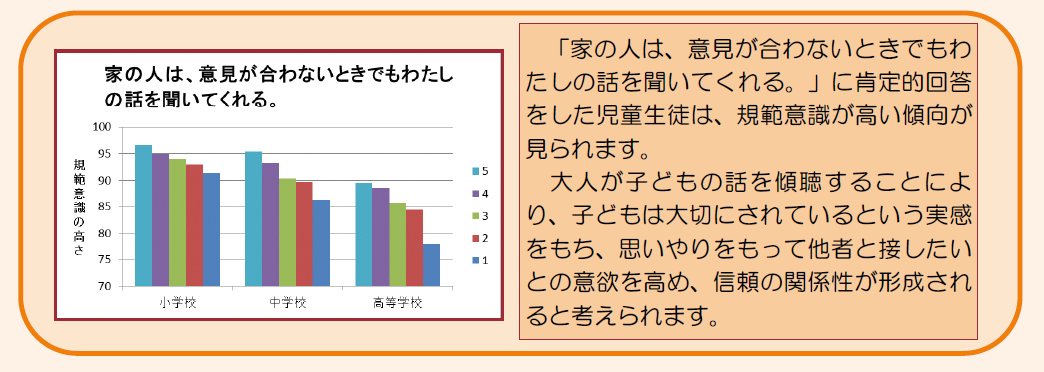 家の人は、意見が合わないときでもわたし
の話を聞いてくれる。
規範意識の高さ
100
95
90
85
80
75
70
小学校
中学校
高等学校
5
4
3
2
1
「家の人は、意見が合わないときでもわ
たしの話を聞いてくれる。」に肯定的回答
をした児童生徒は、規範意識が高い傾向が
見られます。
大人が子どもの話を傾聴することによ
り、子どもは大切にされているという実感
をもち、思いやりをもって他者と接したい
との意欲を高め、信頼の関係性が形成され
ると考えられます。